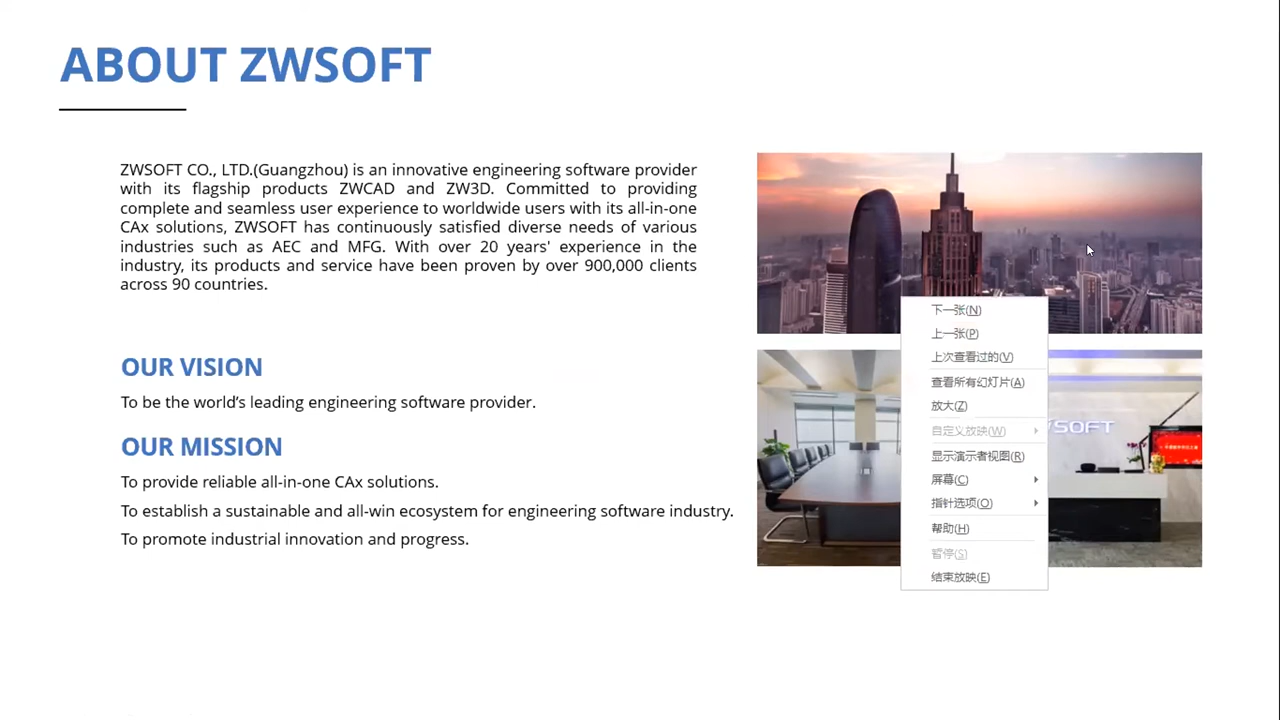 ABOUT ZWSOFT
ZWSOFT CO., LTD.(Guangzhou) is an innovative engineering software provider
with its flagship products ZWCAD and ZW3D. Committed to providing
complete and seamless user experience to worldwide users with its all-in-one
CAx solutions, ZWSOFT has continuously satisfied diverse needs of various
industries such as AEC and MFG. With over 20 years' experience in the
industry, its products and service have been proven by over 900,000 clients
across 90 countries.
OUR VISION
To be the world’s leading engineering software provider.
OUR MISSION
To provide reliable all-in-one CAx solutions.
To establish a sustainable and all-win ecosystem for engineering software industry.
To promote industrial innovation and progress.
下一张(N)
上一张(P)
上次查看过的(V)
查看所有幻灯片(A)
放大(Z)
自定义放映(W)
显示演示者视图(R)
屏幕(C)
指针选项(O)
帮助(H)
暂停(S)
结束放映(E)
WSOFT